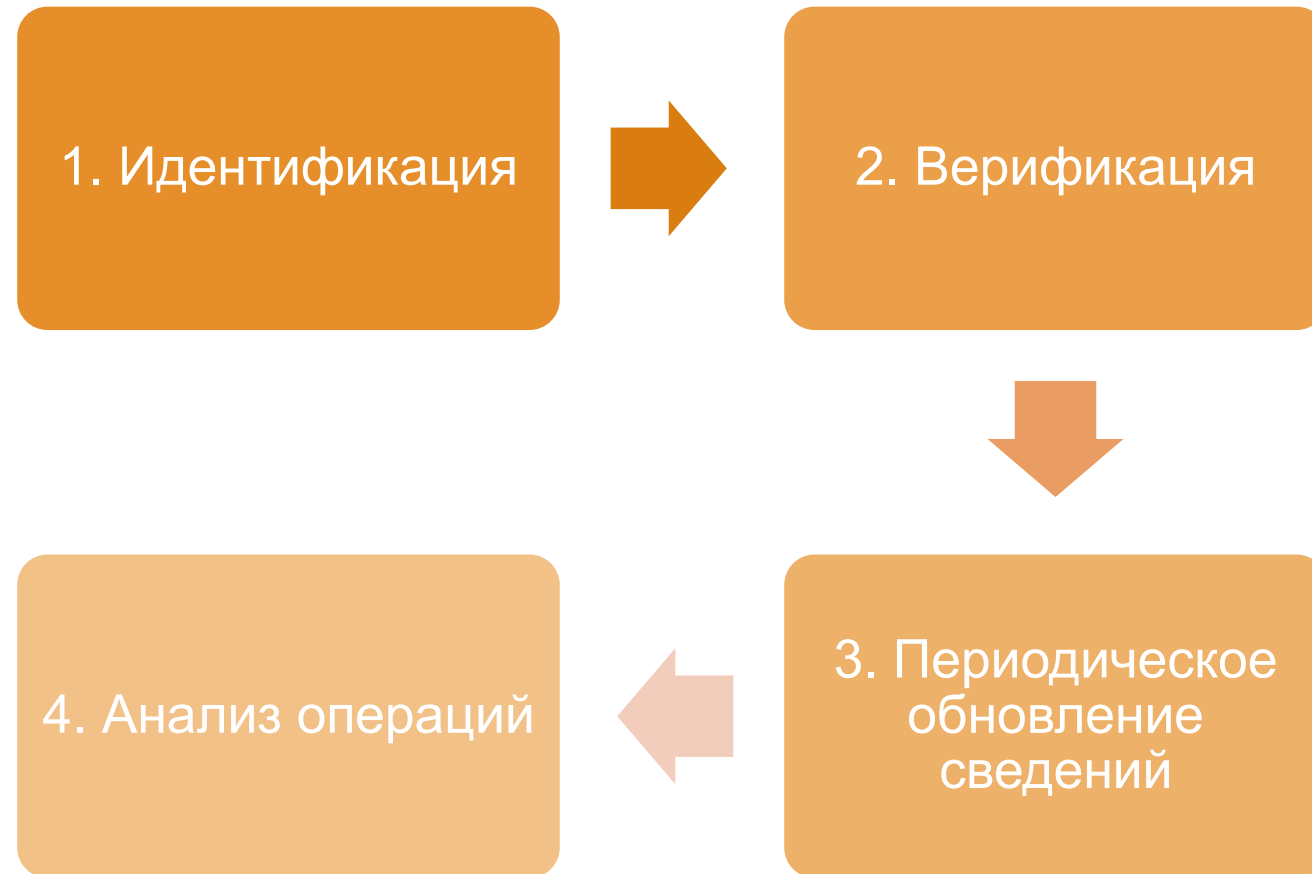 1. Идентификация
2. Верификация
3. Периодическое
обновление
сведений
4. Анализ операций